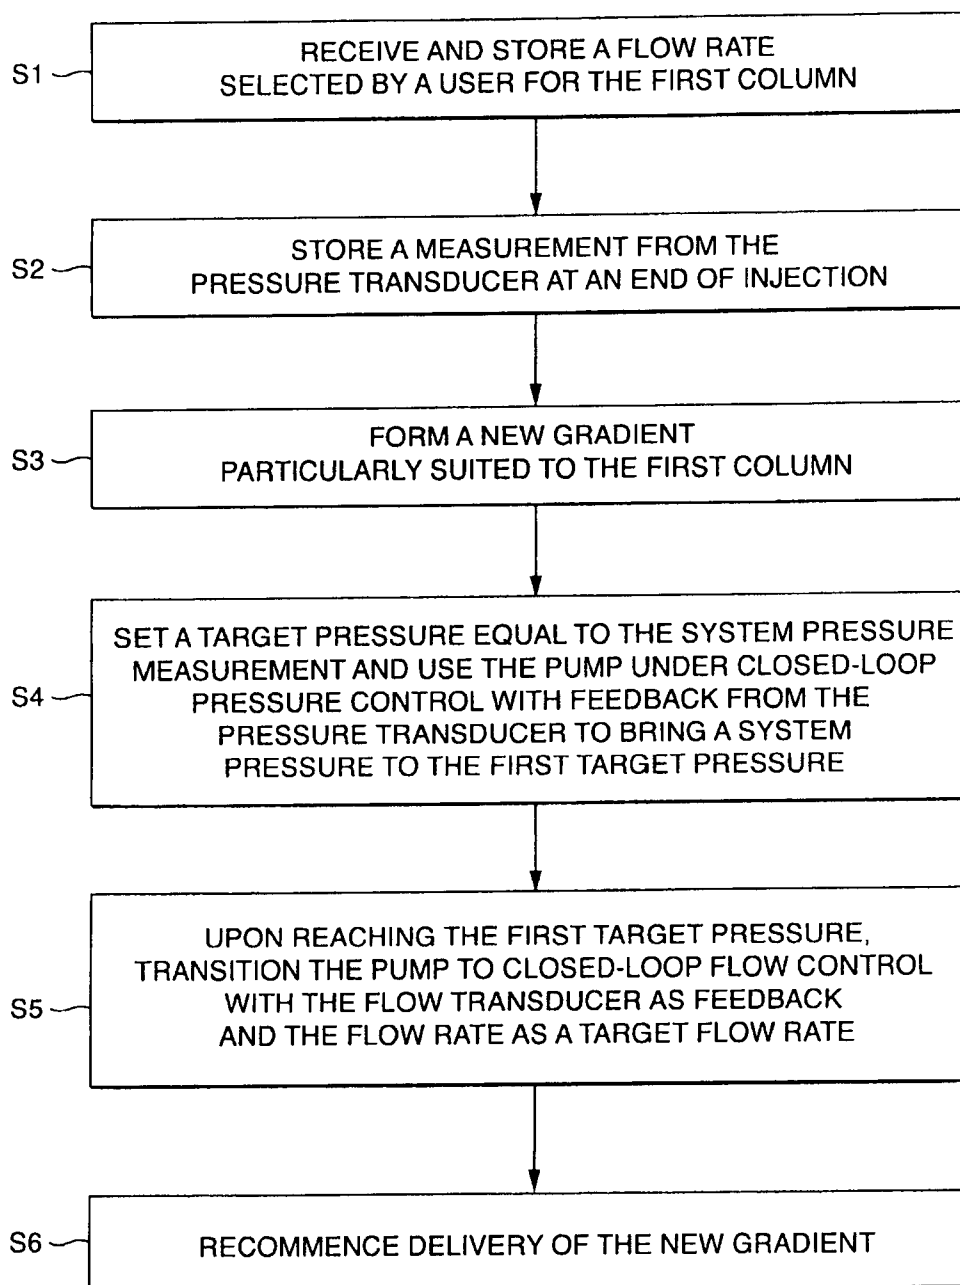 S1
RECEIVE AND STORE A FLOW RATE
SELECTED BY A USER FOR THE FIRST COLUMN
S2
STORE A MEASUREMENT FROM THE
PRESSURE TRANSDUCER AT AN END OF INJECTION
S3
FORM A NEW GRADIENT
PARTICULARLY SUITED TO THE FIRST COLUMN
S4
SET A TARGET PRESSURE EQUAL TO THE SYSTEM PRESSURE
MEASUREMENT AND USE THE PUMP UNDER CLOSED-LOOP
PRESSURE CONTROL WITH FEEDBACK FROM THE
PRESSURE TRANSDUCER TO BRING A SYSTEM
PRESSURE TO THE FIRST TARGET PRESSURE
S5
UPON REACHING THE FIRST TARGET PRESSURE,
TRANSITION THE PUMP TO CLOSED-LOOP FLOW CONTROL
WITH THE FLOW TRANSDUCER AS FEEDBACK
AND THE FLOW RATE AS A TARGET FLOW RATE
S6
RECOMMENCE DELIVERY OF THE NEW GRADIENT